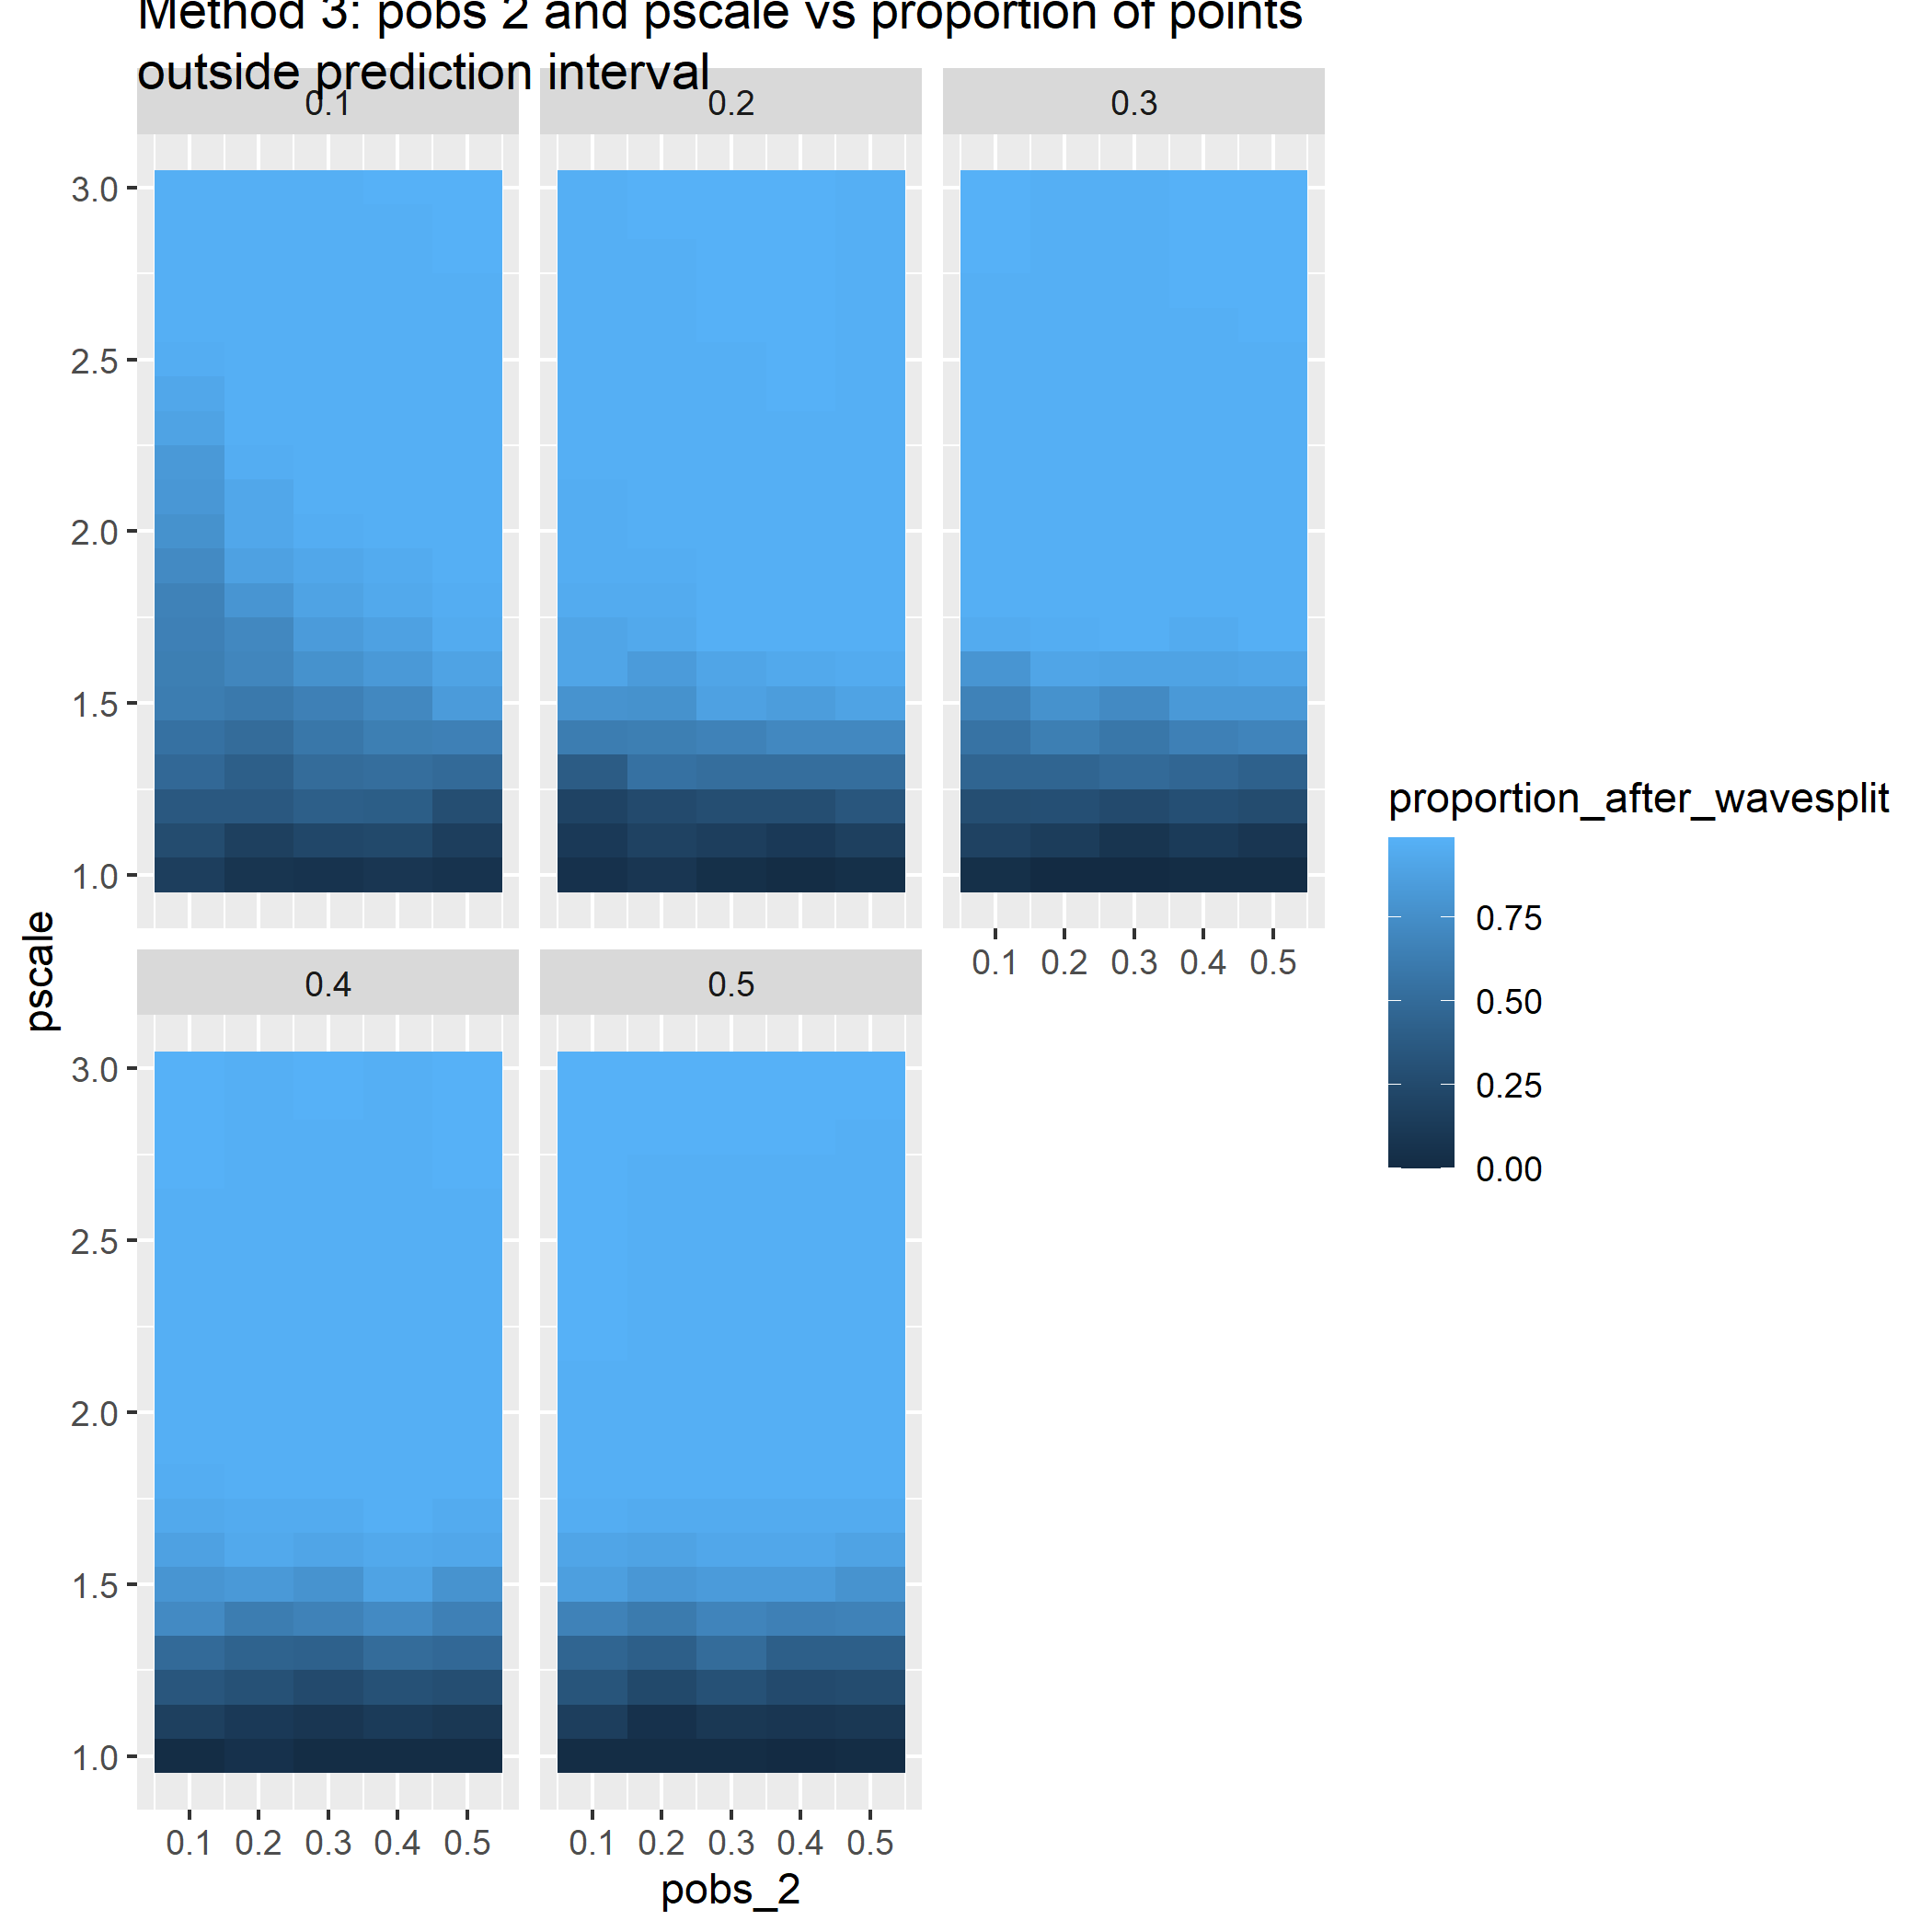 Method 3: pobs 2 and pscale vs proportion of points
outside prediction interval
0.1 0.2 0.3
3.0
2.5
2.0
1.5
1.0
0.1 0.2 0.3 0.4 0.5
pscale
0.4 0.5
3.0
2.5
2.0
1.5
1.0
0.1 0.2 0.3 0.4 0.5 0.1 0.2 0.3 0.4 0.5
pobs_2
proportion_after_wavesplit
0.75
0.50
0.25
0.00